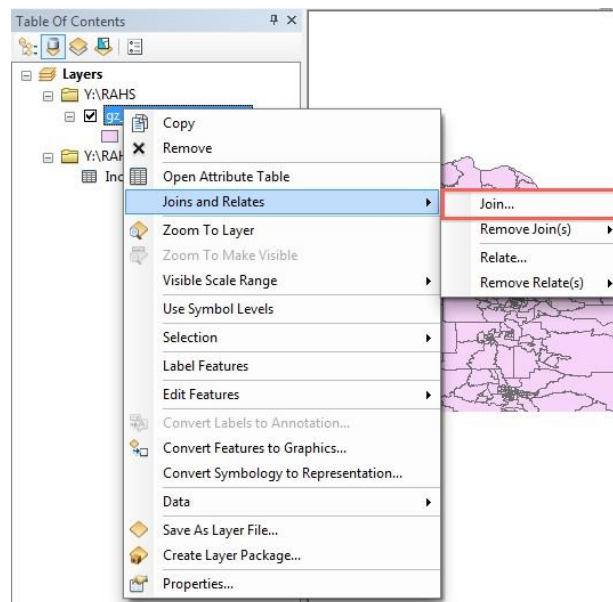 Table Of Contents
Layers
Y:\RAHS
gz_
Y:\RAH
Inc
Copy
Remove
Open Attribute Table
Joins and Relates
Zoom To Layer
Zoom To Make Visible
Visible Scale Range
Use Symbol Levels
Selection
Label Features
Edit Features
Convert Labels to Annotation...
Convert Features to Graphics...
Convert Symbology to Representation...
Data
Save As Layer File...
Create Layer Package...
Properties...
Join...
Remove Join(s)
Relate...
Remove Relate(s)